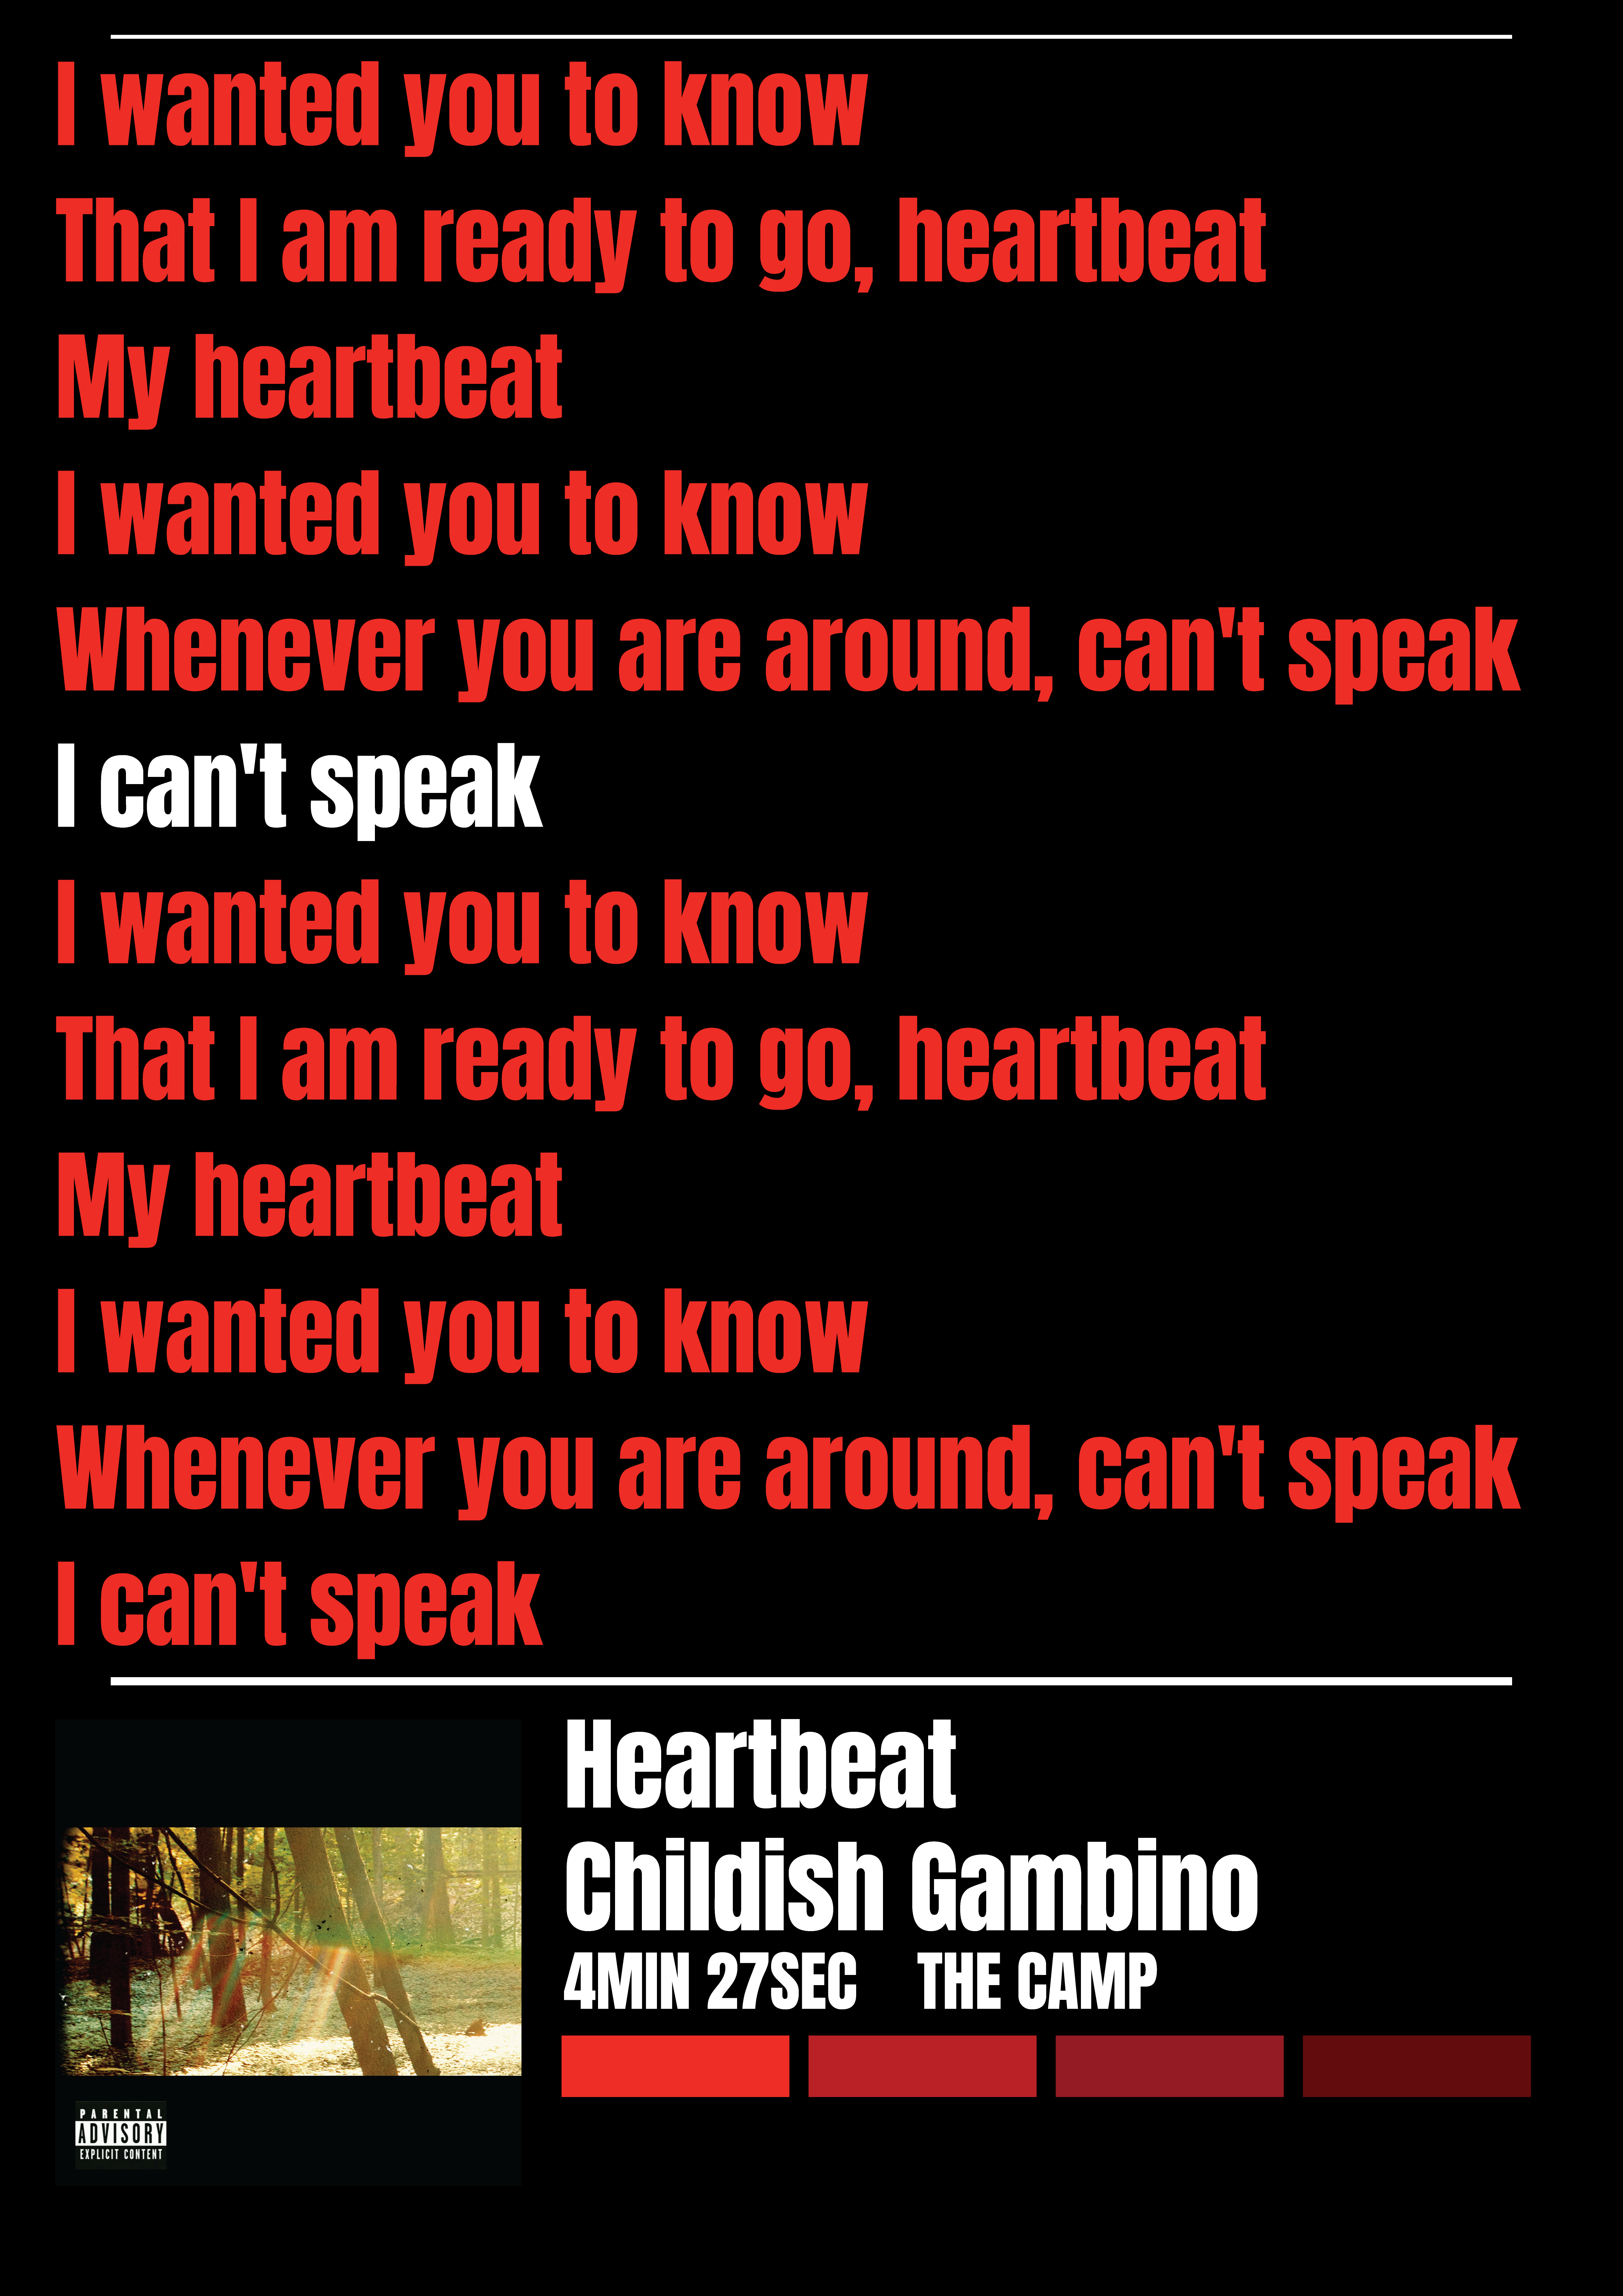 I wanted you to know
That I am ready to go, heartbeat
My heartbeat
I wanted you to know
Whenever you are around, can't speak
I can't speak
I wanted you to know
That I am ready to go, heartbeat
My heartbeat
I wanted you to know
Whenever you are around, can't speak
I can't speak
Heartbeat
Childish Gambino
4MIN 27SEC THE CAMP
PARENTAL
ADVISORY
EXPLICIT CONTENT